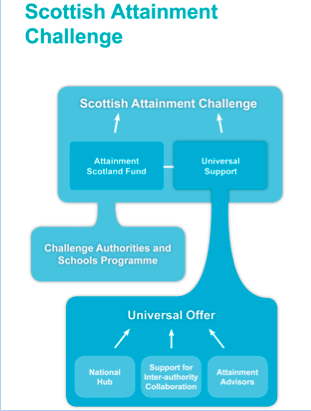 Scottish Attainment
Challenge
Scottish Attainment Challenge
Attainment
Scotland Fund
Universal
Support
Challenge Authorities and
Schools Programme
Universal Offer
National
Hub
Support for
Inter-authority
Collaboration
Attainment
Advisors